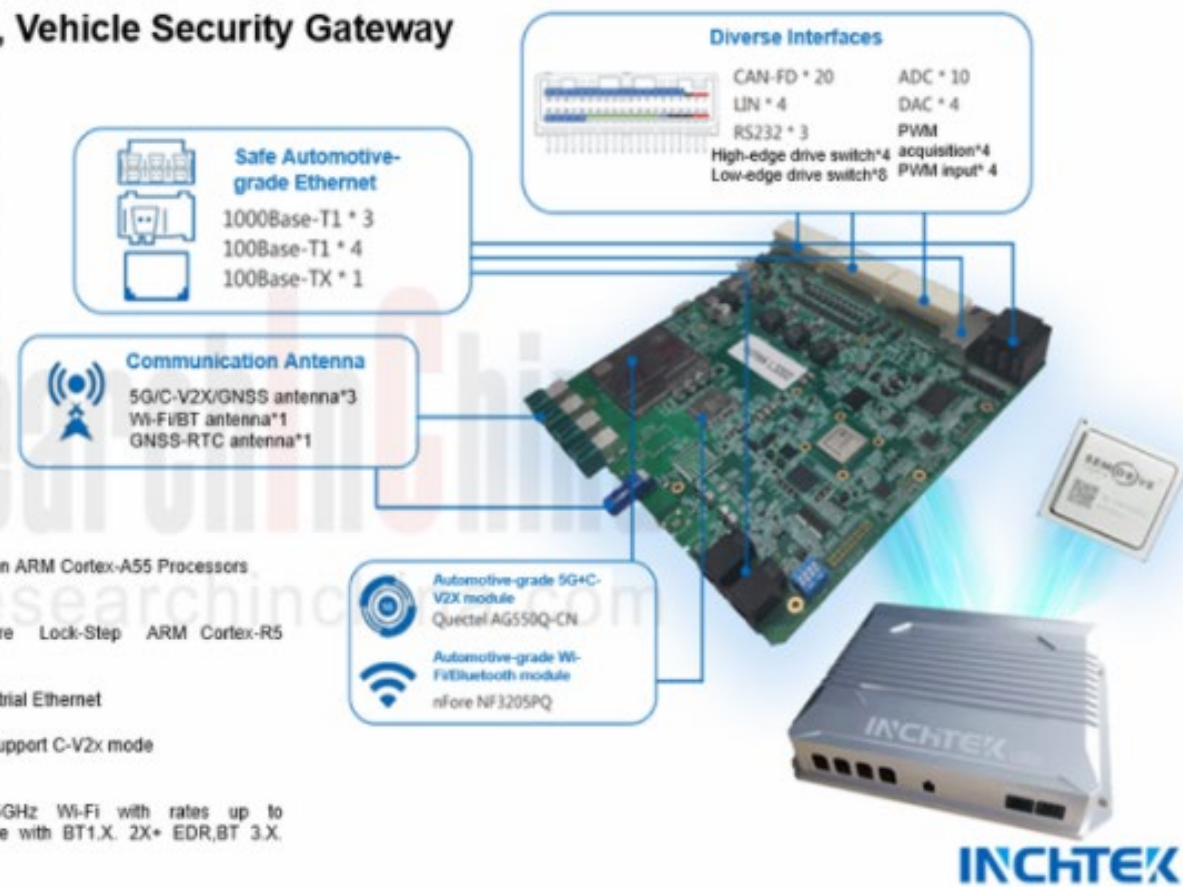 , Vehicle Security Gateway
Diverse Interfaces
CAN-FD * 20
ADC * 10
LIN * 4
DAC * 4
RS232 * 3
PWM
acquisition*4
High-edge drive switch*4
Low-edge drive switch*8
PWM input* 4
Safe Automotive-
grade Ethernet
1000Base-T1 * 3
100Base-T1 * 4
100Base-TX * 1
Communication Antenna
5G/C-V2X/GNSS antenna*3
Wi-Fi/BT antenna*1
GNSS-RTC antenna*1
n ARM Cortex-A55 Processors
re Lock-Step ARM Cortex-R5
trial Ethernet
upport C-V2x mode
5GHz Wi-Fi with rates up to
e with BT1.X. 2X+ EDR,BT 3.X.
Automotive-grade 5G+C-
V2X module
Quectel AG550Q-CN
Automotive-grade Wi-
Fi/Bluetooth module
nFore NF3205PQ
SEMIDRIVE
INCHTEK
INCHTEK